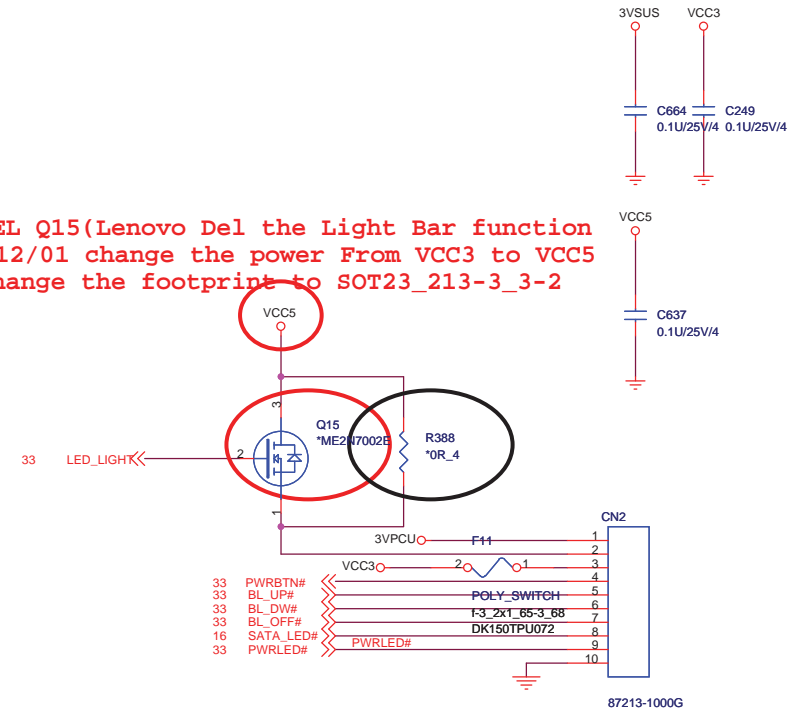 3VSUS VCC3
C664 C249
0.1U/25V/4 0.1U/25V/4
VCC5
EL Q15(Lenovo Del the Light Bar function
12/01 change the power From VCC3 to VCC5
hange the footprint to SOT23_213-3_3-2
VCC5
C637
0.1U/25V/4
3
Q15
*ME2N7002E
R388
*0R_4
33 LED_LIGHT 2
1
CN2
3VPCU F11 1
2
VCC3 2 1 3
33 PWRBTN# 4
33 BL_UP# POLY_SWITCH 5
33 BL_DW# f-3_2x1_65-3_68 6
33 BL_OFF# DK150TPU072 7
16 SATA_LED# 8
33 PWRLED# PWRLED# 9
10
87213-1000G